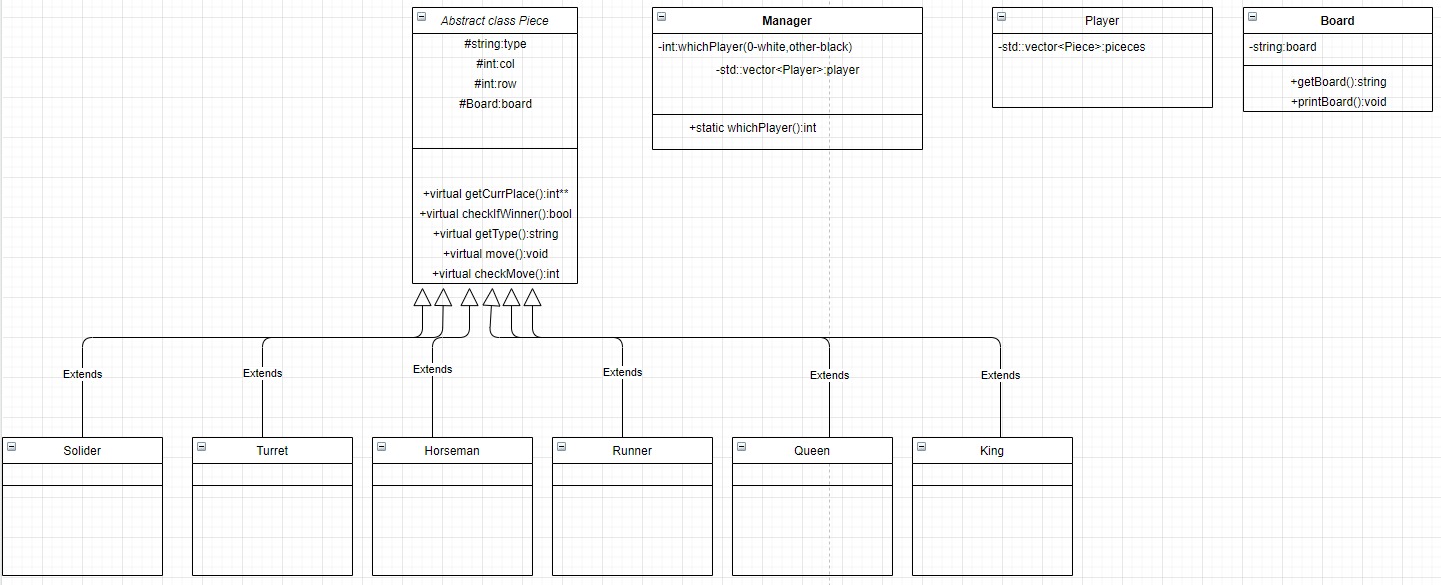 Abstract class Piece
#string:type
#int:col
#int:row
#Board:board
+virtual getCurrPlace():int**
+virtual checkIfWinner():bool
+virtual getType():string
+virtual move():void
+virtual checkMove():int
Manager
-int:whichPlayer(0-white,other-black)
-std::vector<Player>:player
+static whichPlayer():int
Player
-std::vector<Piece>:piceces
Board
-string:board
+getBoard():string
+printBoard():void
Extends
Extends
Extends
Extends
Extends
Extends
Solider
Turret
Horseman
Runner
Queen
King